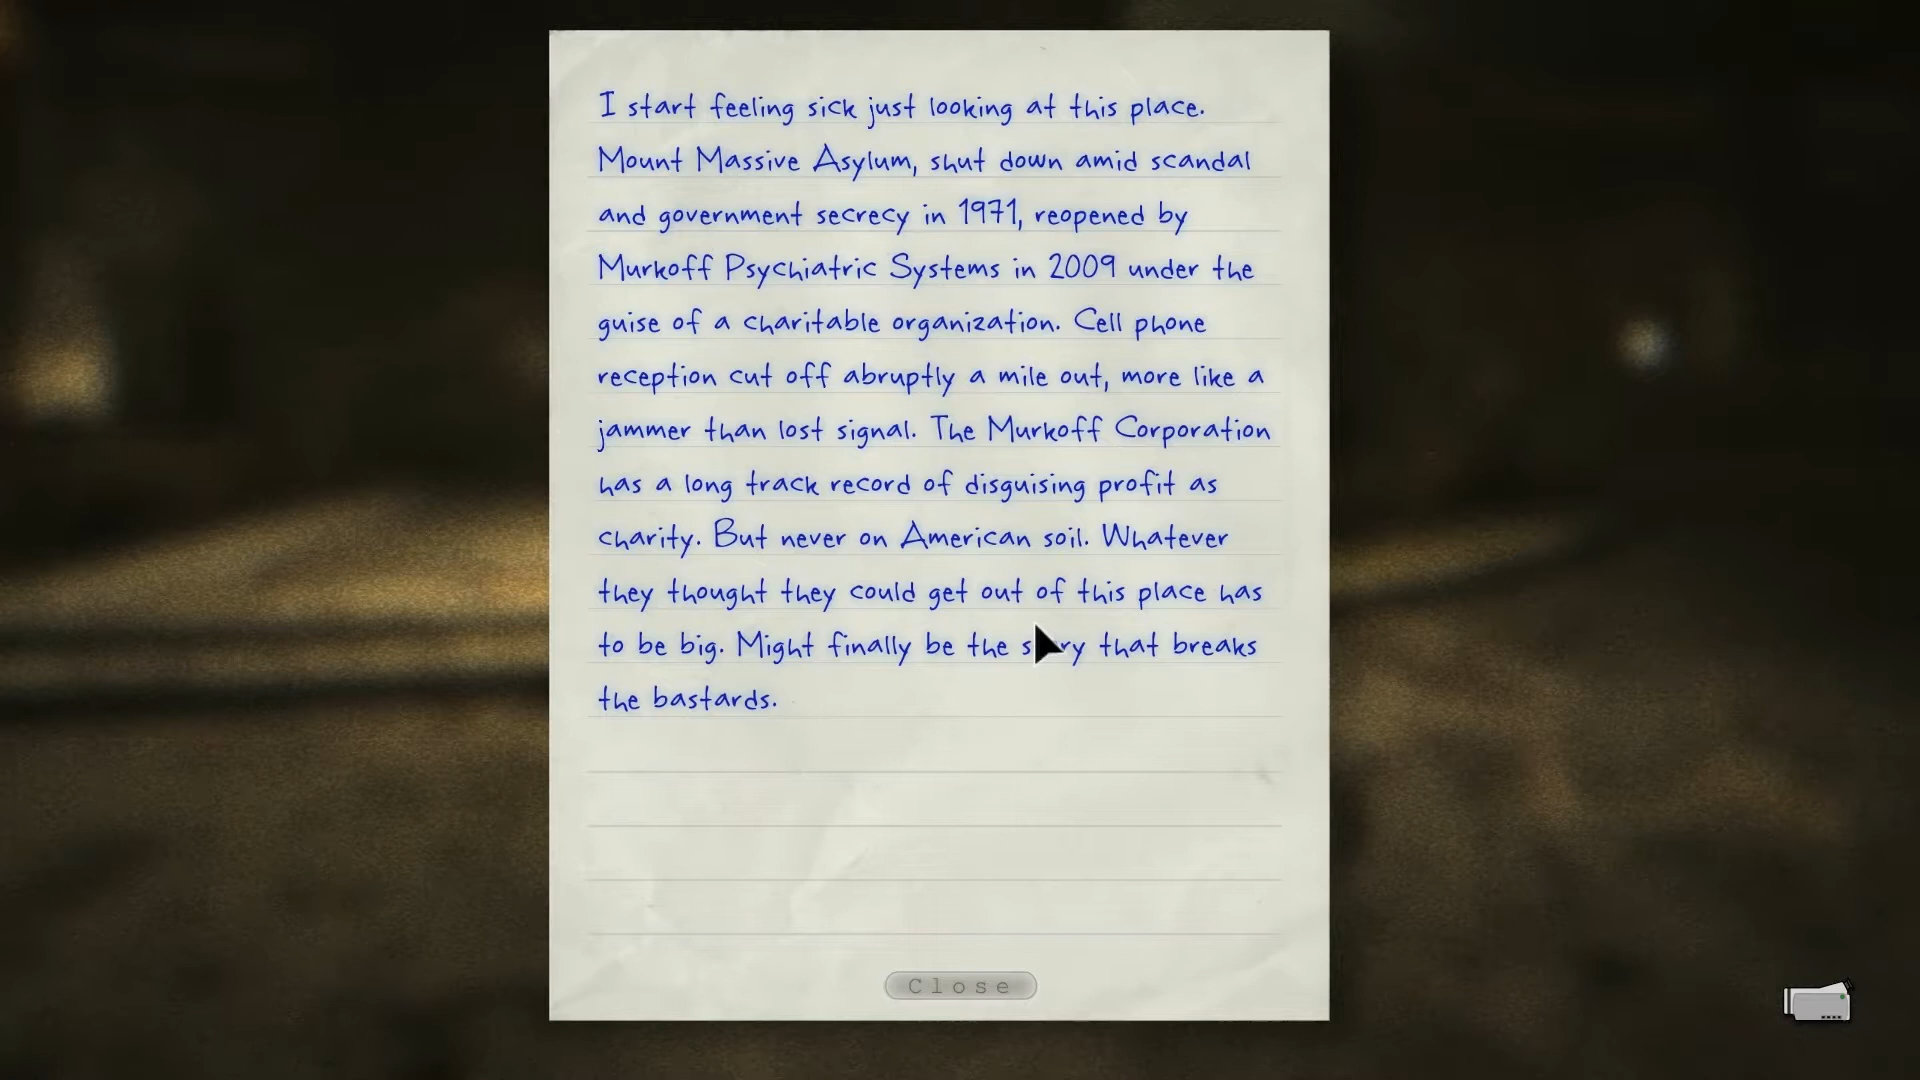 I start feeling sick just looking at this place.
Mount Massive Asylum, shut down amid scandal
and government secrecy in 1971, reopened by
Murkoff Psychiatric Systems in 2009 under the
guise of a charitable organization. Cell phone
reception cut off abruptly a mile out, more like a
jammer than lost signal. The Murkoff Corporation
has a long track record of disguising profit as
charity. But never on American soil. Whatever
they thought they could get out of this place has
to be big. Might finally be the story that breaks
the bastards.
Close